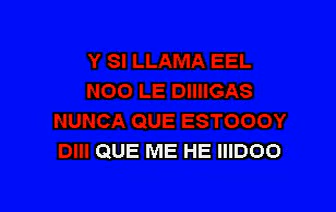 Y SI LLAMA EEL
NOO LE DIIIIGAS
NUNCA QUE ESTOOOY
DIII QUE ME HE IIIDOO